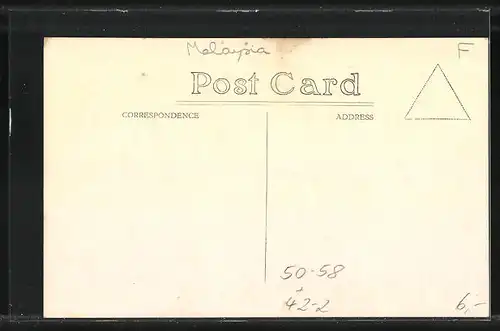 Malaysia
F
Post Card
CORRESPONDENCE
ADDRESS
50-58
42-2
6,-